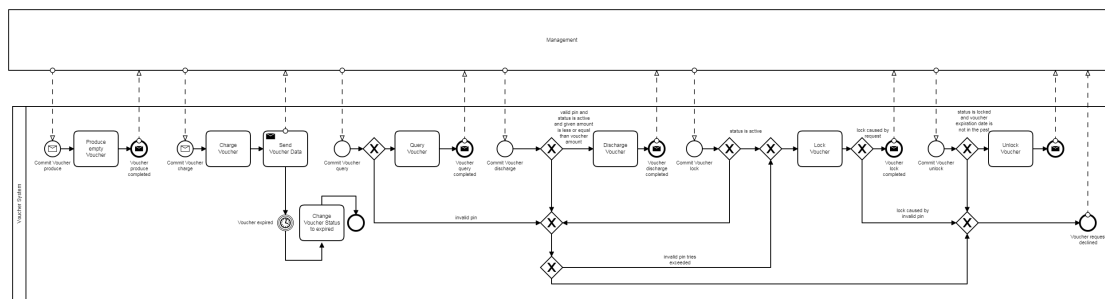 Management
Voucher System
Commit Voucher
produce
Produce
empty
Voucher
Voucher
produce
completed
Commit Voucher
charge
Charge
Voucher
Send
Voucher Data
Voucher expired
Change
Voucher Status
to expired
Commit Voucher
query
invalid pin
Query
Voucher
Voucher
query
completed
Commit Voucher
discharge
valid pin and
status is active
and given amount
is less or equal
than voucher
amount
Discharge
Voucher
Voucher
discharge
completed
Commit Voucher
lock
status is active
invalid pin tries
exceeded
Lock
Voucher
lock caused by
request
Voucher
lock
completed
lock caused by
invalid pin
Commit Voucher
unlock
status is locked
and voucher
expiration date is
not in the past
Unlock
Voucher
Voucher request
declined